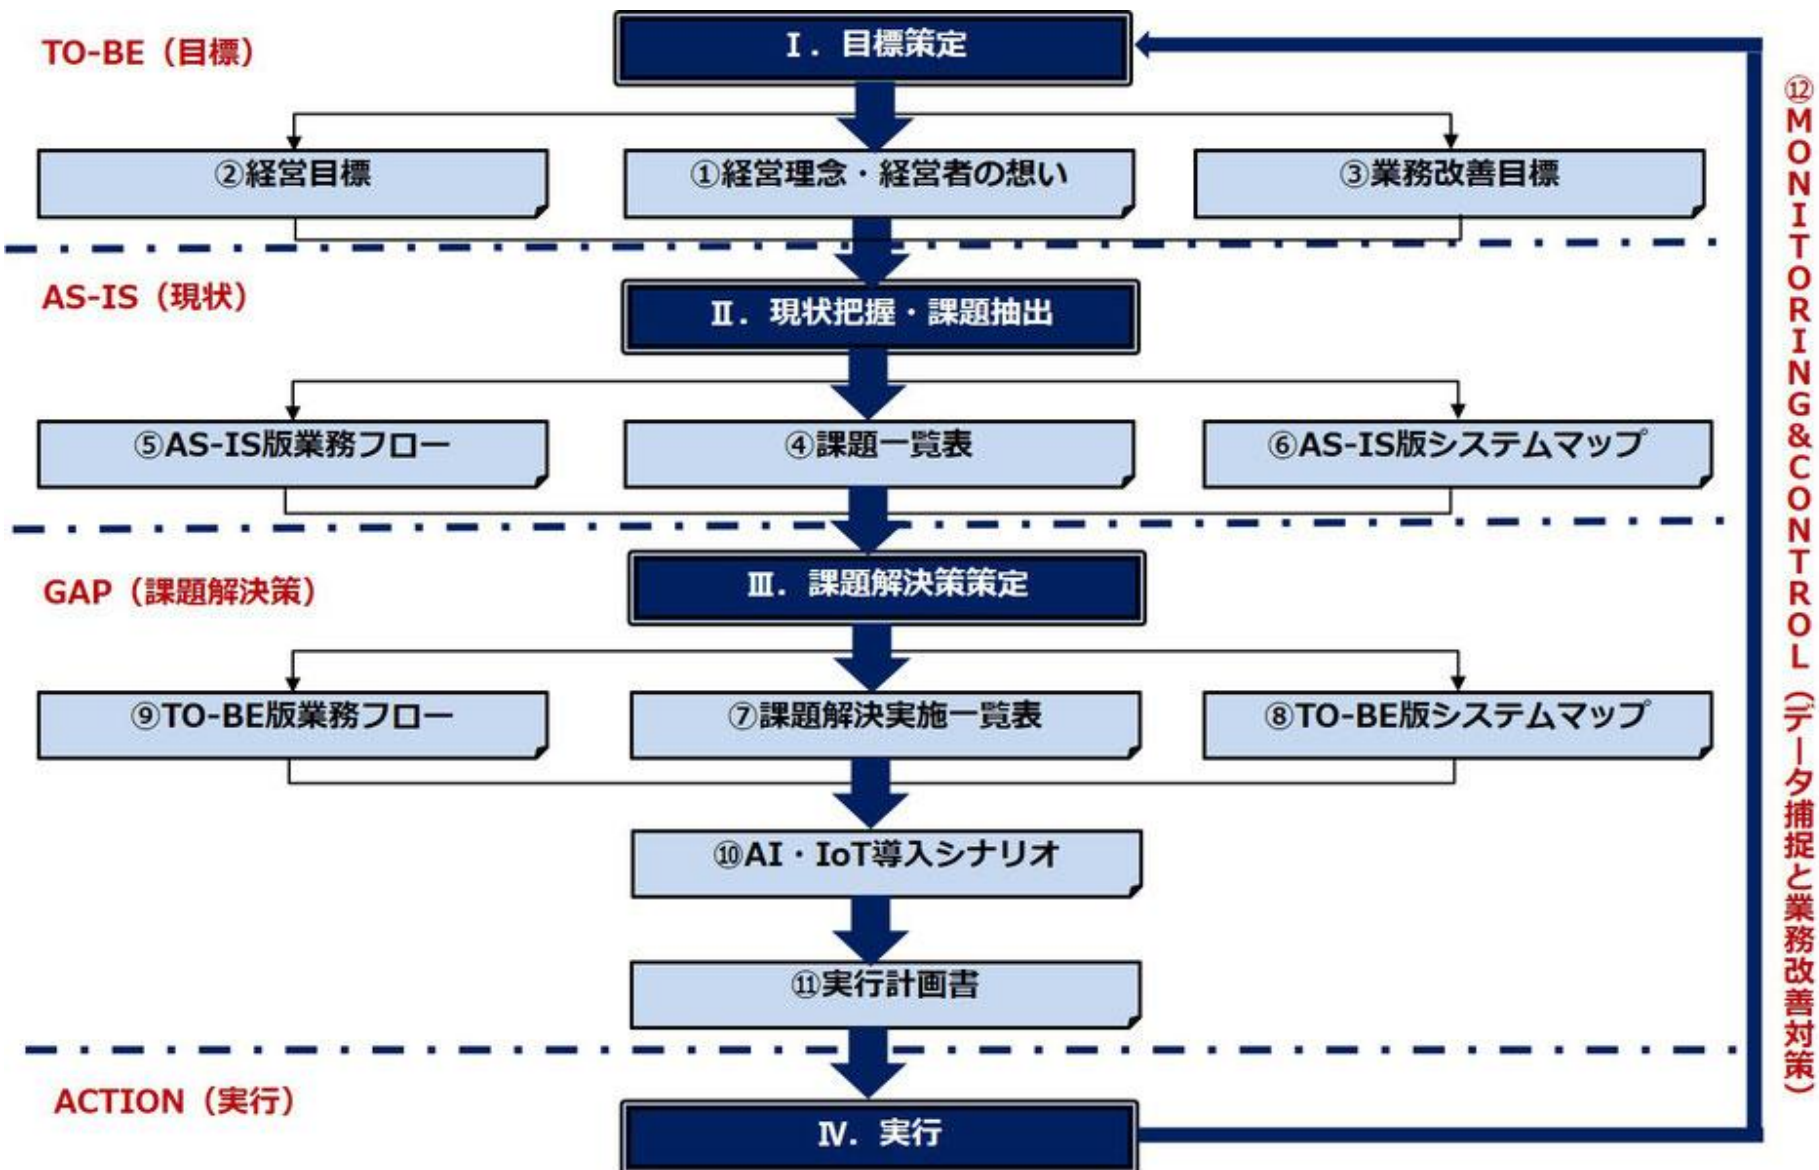 TO-BE（目標）
Ⅰ．目標策定
②経営目標
①経営理念・経営者の想い
③業務改善目標
AS-IS（現状）
Ⅱ．現状把握・課題抽出
⑤AS-IS版業務フロー
④課題一覧表
⑥AS-IS版システムマップ
GAP（課題解決策）
Ⅲ．課題解決策策定
⑨TO-BE版業務フロー
⑦課題解決実施一覧表
⑧TO-BE版システムマップ
⑩AI・IoT導入シナリオ
⑪実行計画書
ACTION（実行）
Ⅳ．実行
⑫MONITORING&CONTROL（データ捕捉と業務改善対策）